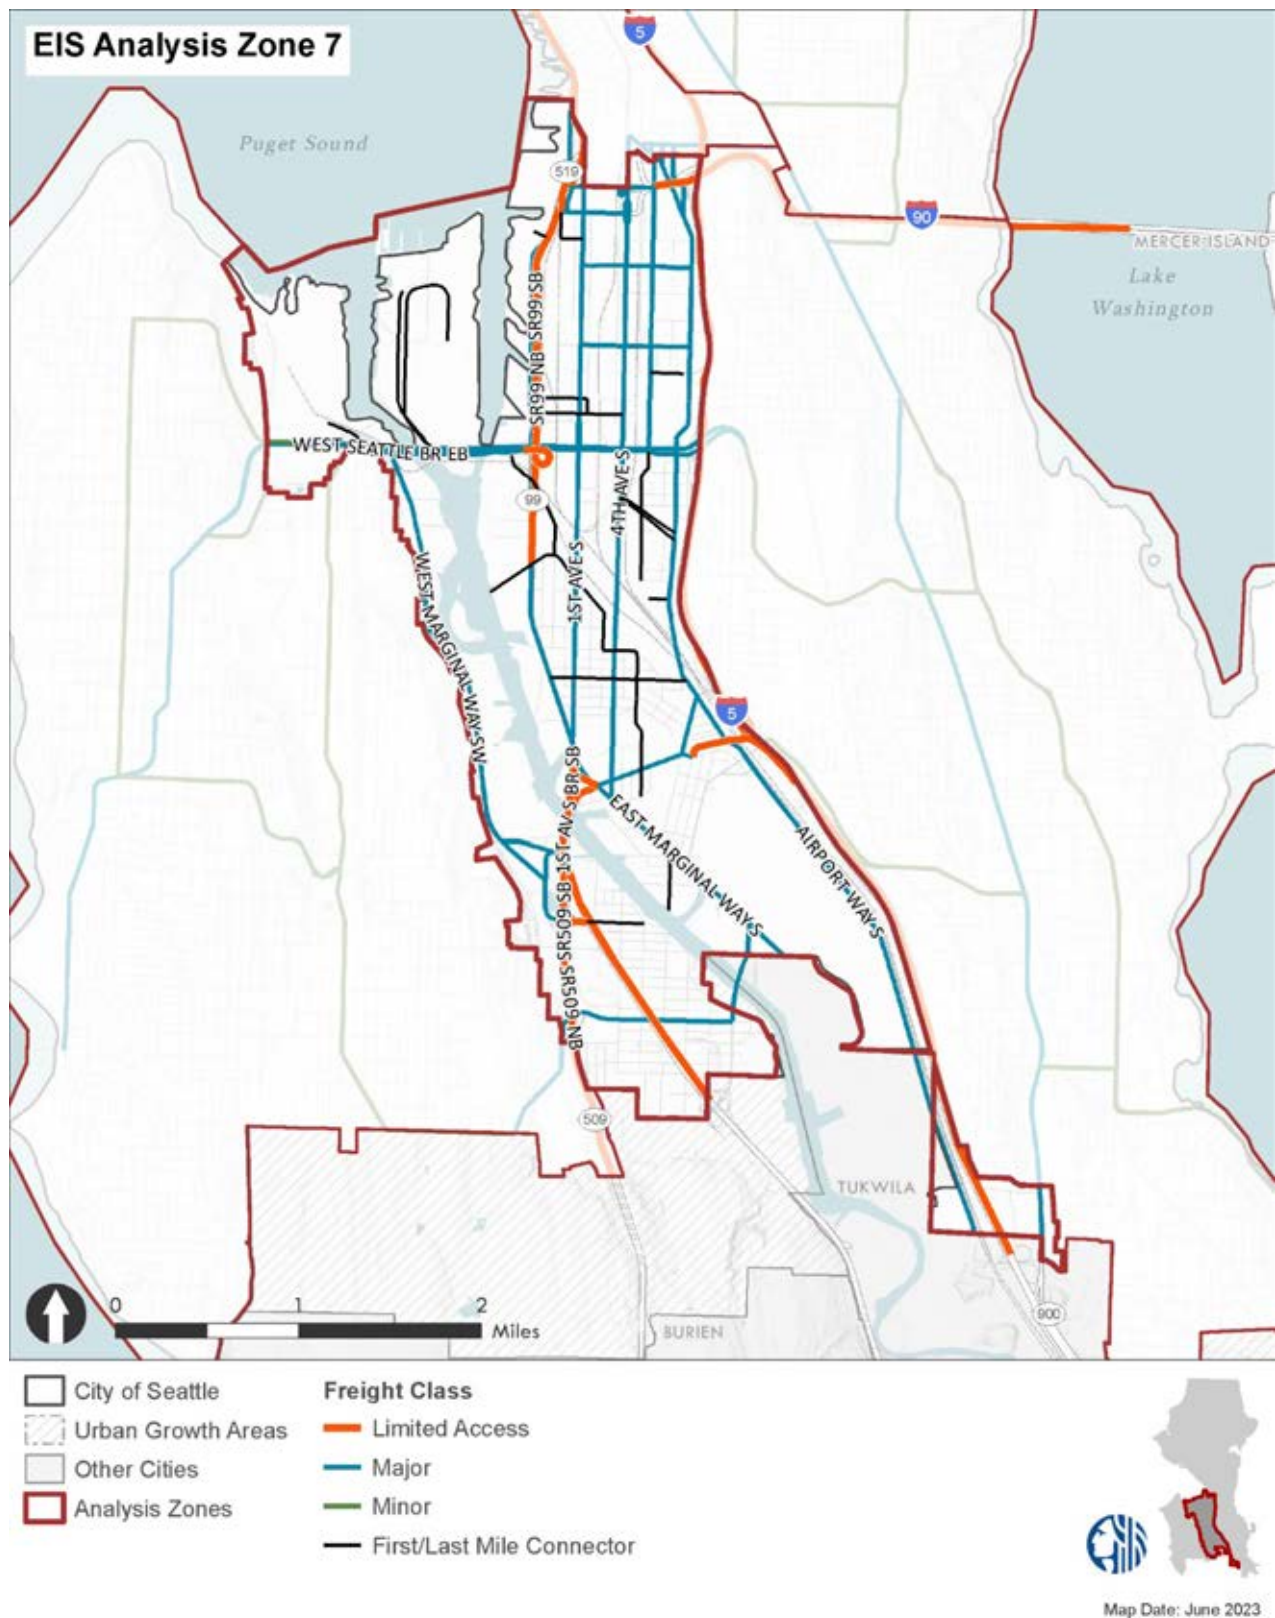 EIS Analysis Zone 7
5
Puget Sound
519
90
MERCER ISLAND
Lake
Washington
SR99 NB SR99 SB
WEST SEATTLE BR EB
99
4TH AVE S
1ST AVE S
WEST MARGINAL WAY SW
5
1ST AV S BR SB
EAST MARGINAL WAY S
AIRPORT WAY S
SR509 NB SR509 SB
509
TUKWILA
900
BURIEN
0 1 2
Miles
City of Seattle
Urban Growth Areas
Other Cities
Analysis Zones
Freight Class
Limited Access
Major
Minor
First/Last Mile Connector
Map Date: June 2023